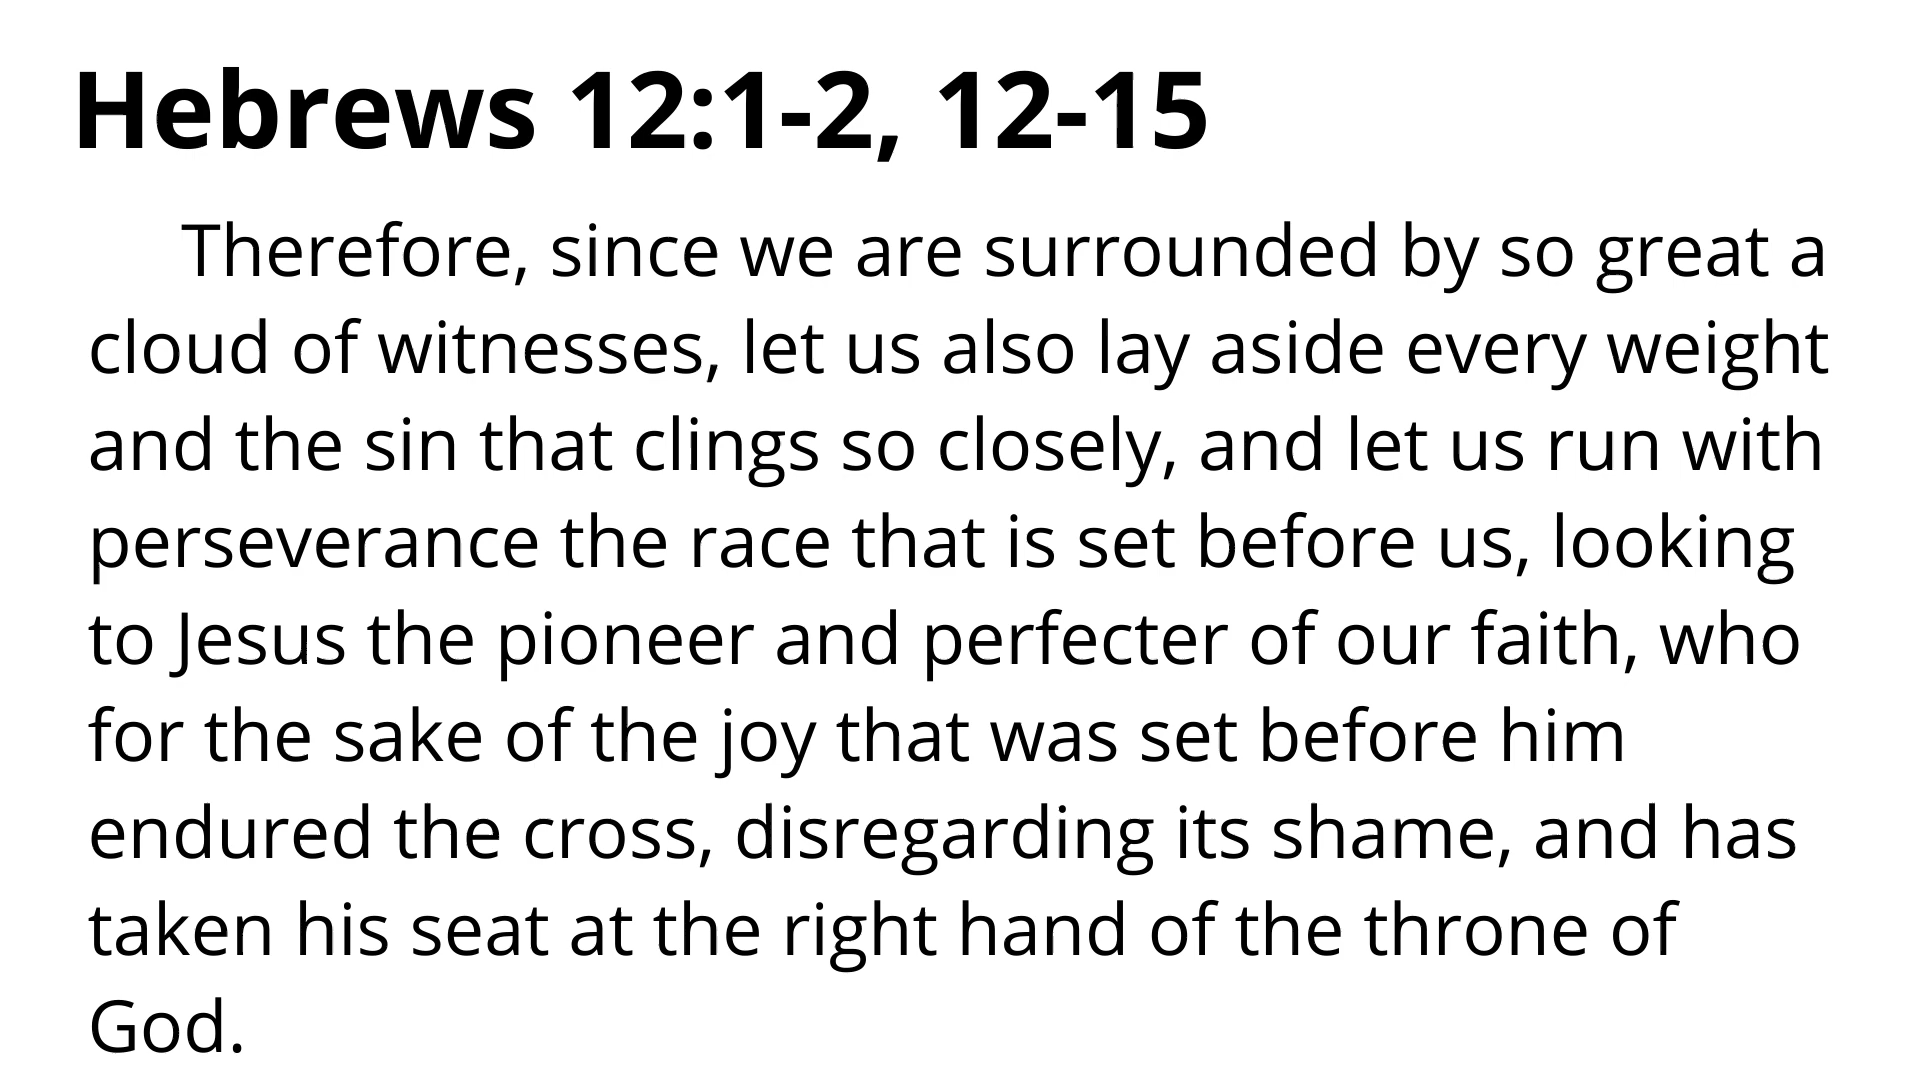 Hebrews 12:1-2, 12-15
Therefore, since we are surrounded by so great a
cloud of witnesses, let us also lay aside every weight
and the sin that clings so closely, and let us run with
perseverance the race that is set before us, looking
to Jesus the pioneer and perfecter of our faith, who
for the sake of the joy that was set before him
endured the cross, disregarding its shame, and has
taken his seat at the right hand of the throne of
God.